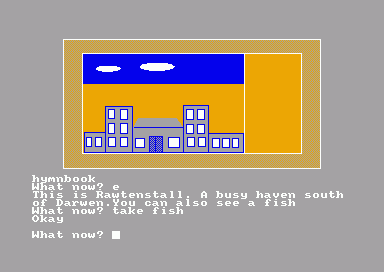 hymnbook
What now? e
This is Rawtenstall. A busy haven south
of Darwen.You can also see a fish
What now? take fish
Okay
What now?